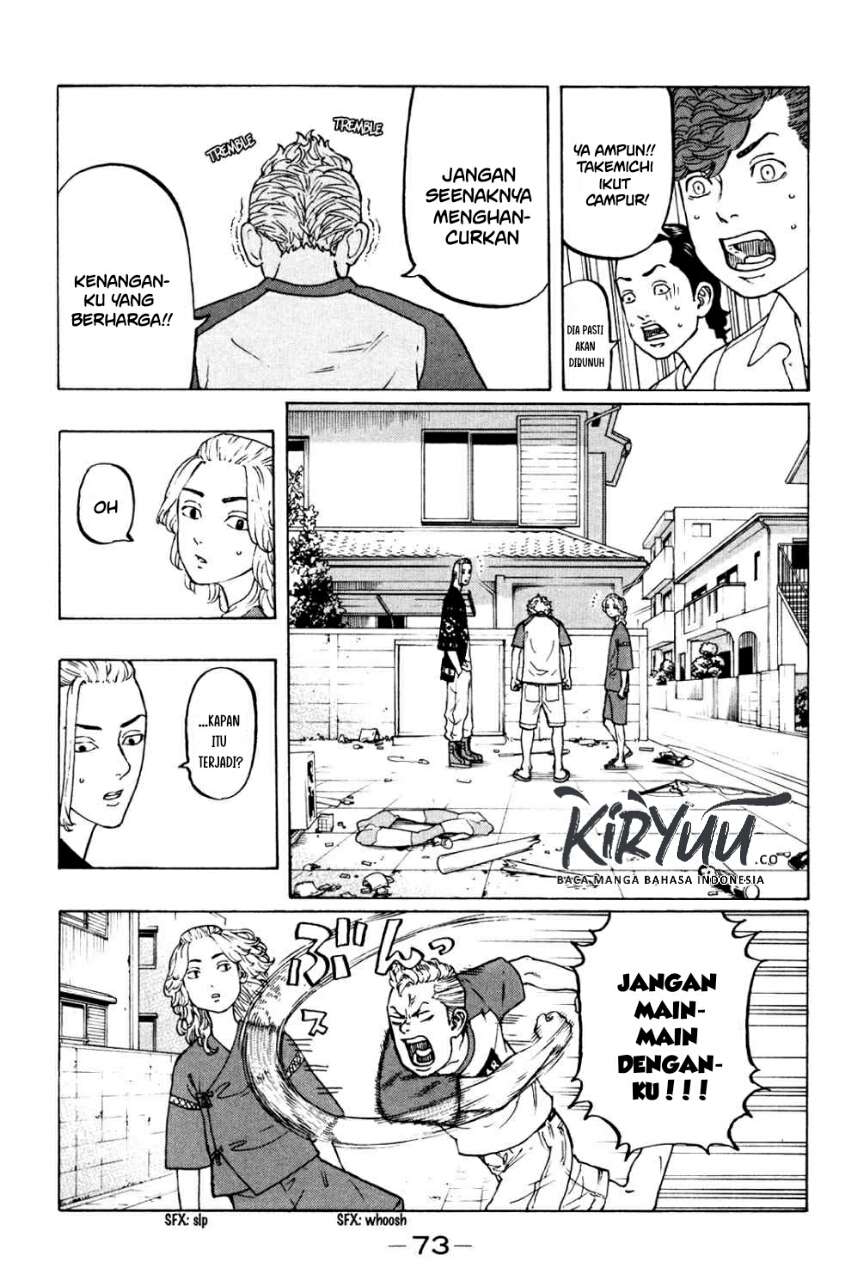 YA AMPUN!!
TAKEMICHI
IKUT
CAMPUR!
DIA PASTI
AKAN
DIBUNUH
TREMBLE
TREMBLE
JANGAN
SEENAKNYA
MENGHAN-
CURKAN
KENANGAN-
KU YANG
BERHARGA!!
OH
...KAPAN
ITU
TERJADI?
KIRYUU.CO
BACA MANGA BAHASA INDONESIA
ぶんっ
ス
JANGAN
MAIN-
MAIN
DENGAN-
KU!!!
SFX: slp
SFX: whoosh
—73—